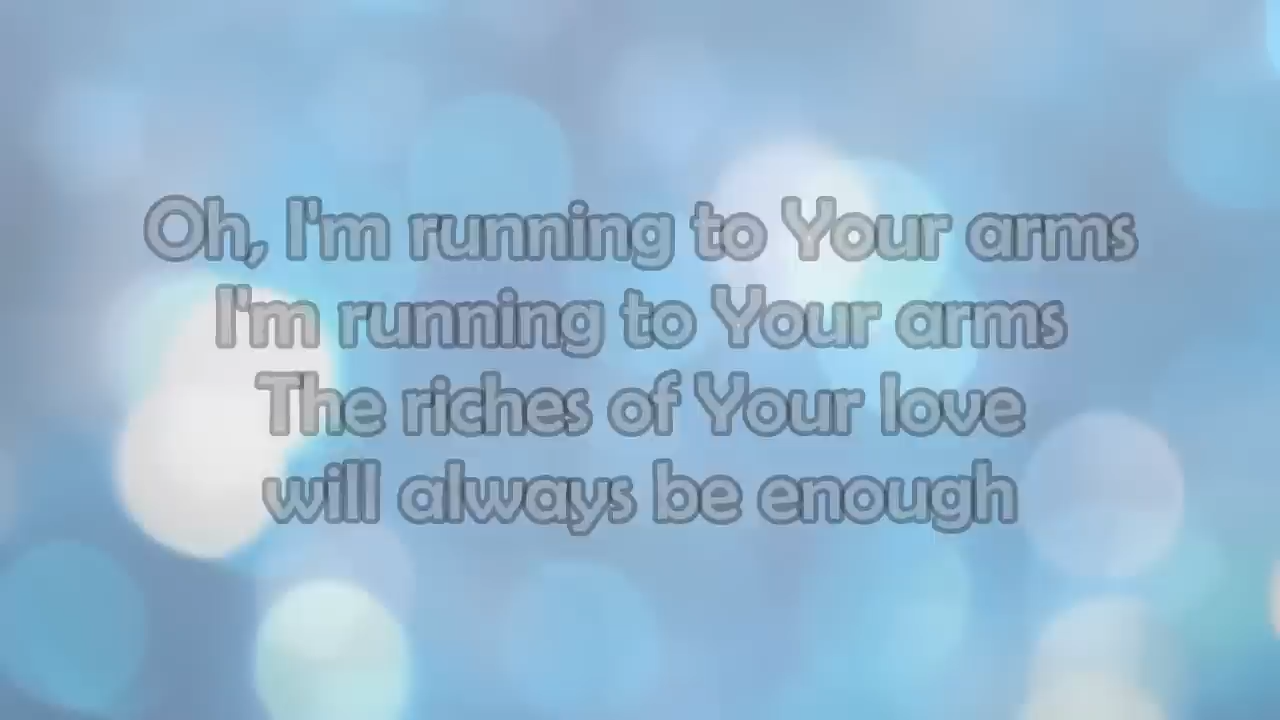 Oh, I'm running to Your arms
I'm running to Your arms
The riches of Your love
will always be enough